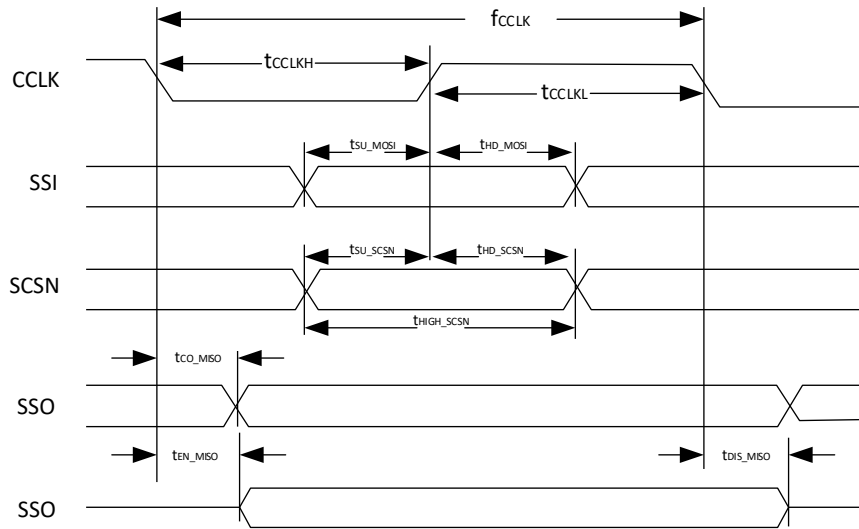 fCCLK
CCLK
tCCLKH
tCCLKL
tSU_MOSI
tHD_MOSI
SSI
tSU_SCSN
tHD_SCSN
SCSN
tHIGH_SCSN
tCO_MISO
SSO
tEN_MISO
tDIS_MISO
SSO